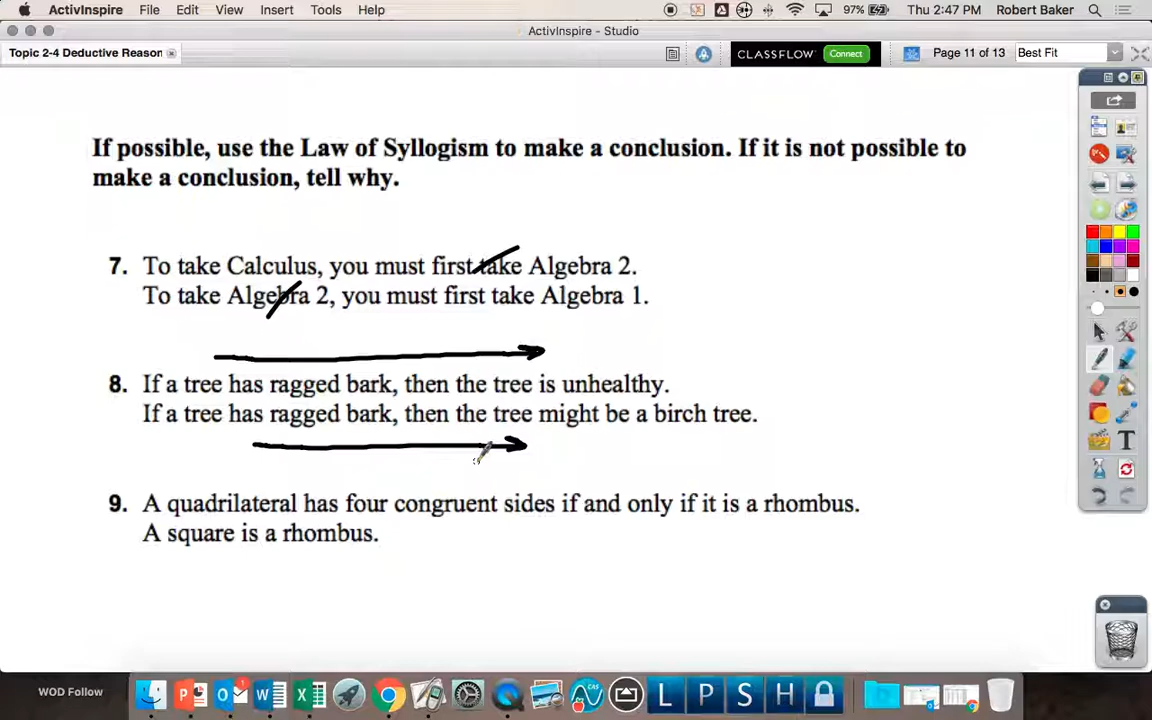 ActivInspire File Edit View Insert Tools Help 97% Thu 2:47 PM Robert Baker
ActivInspire - Studio
Topic 2-4 Deductive Reason CLASSFLOW Connect Page 11 of 13 Best Fit
If possible, use the Law of Syllogism to make a conclusion. If it is not possible to
make a conclusion, tell why.
7. To take Calculus, you must first take Algebra 2.
To take Algebra 2, you must first take Algebra 1.
8. If a tree has ragged bark, then the tree is unhealthy.
If a tree has ragged bark, then the tree might be a birch tree.
9. A quadrilateral has four congruent sides if and only if it is a rhombus.
A square is a rhombus.
WOD Follow L P S H